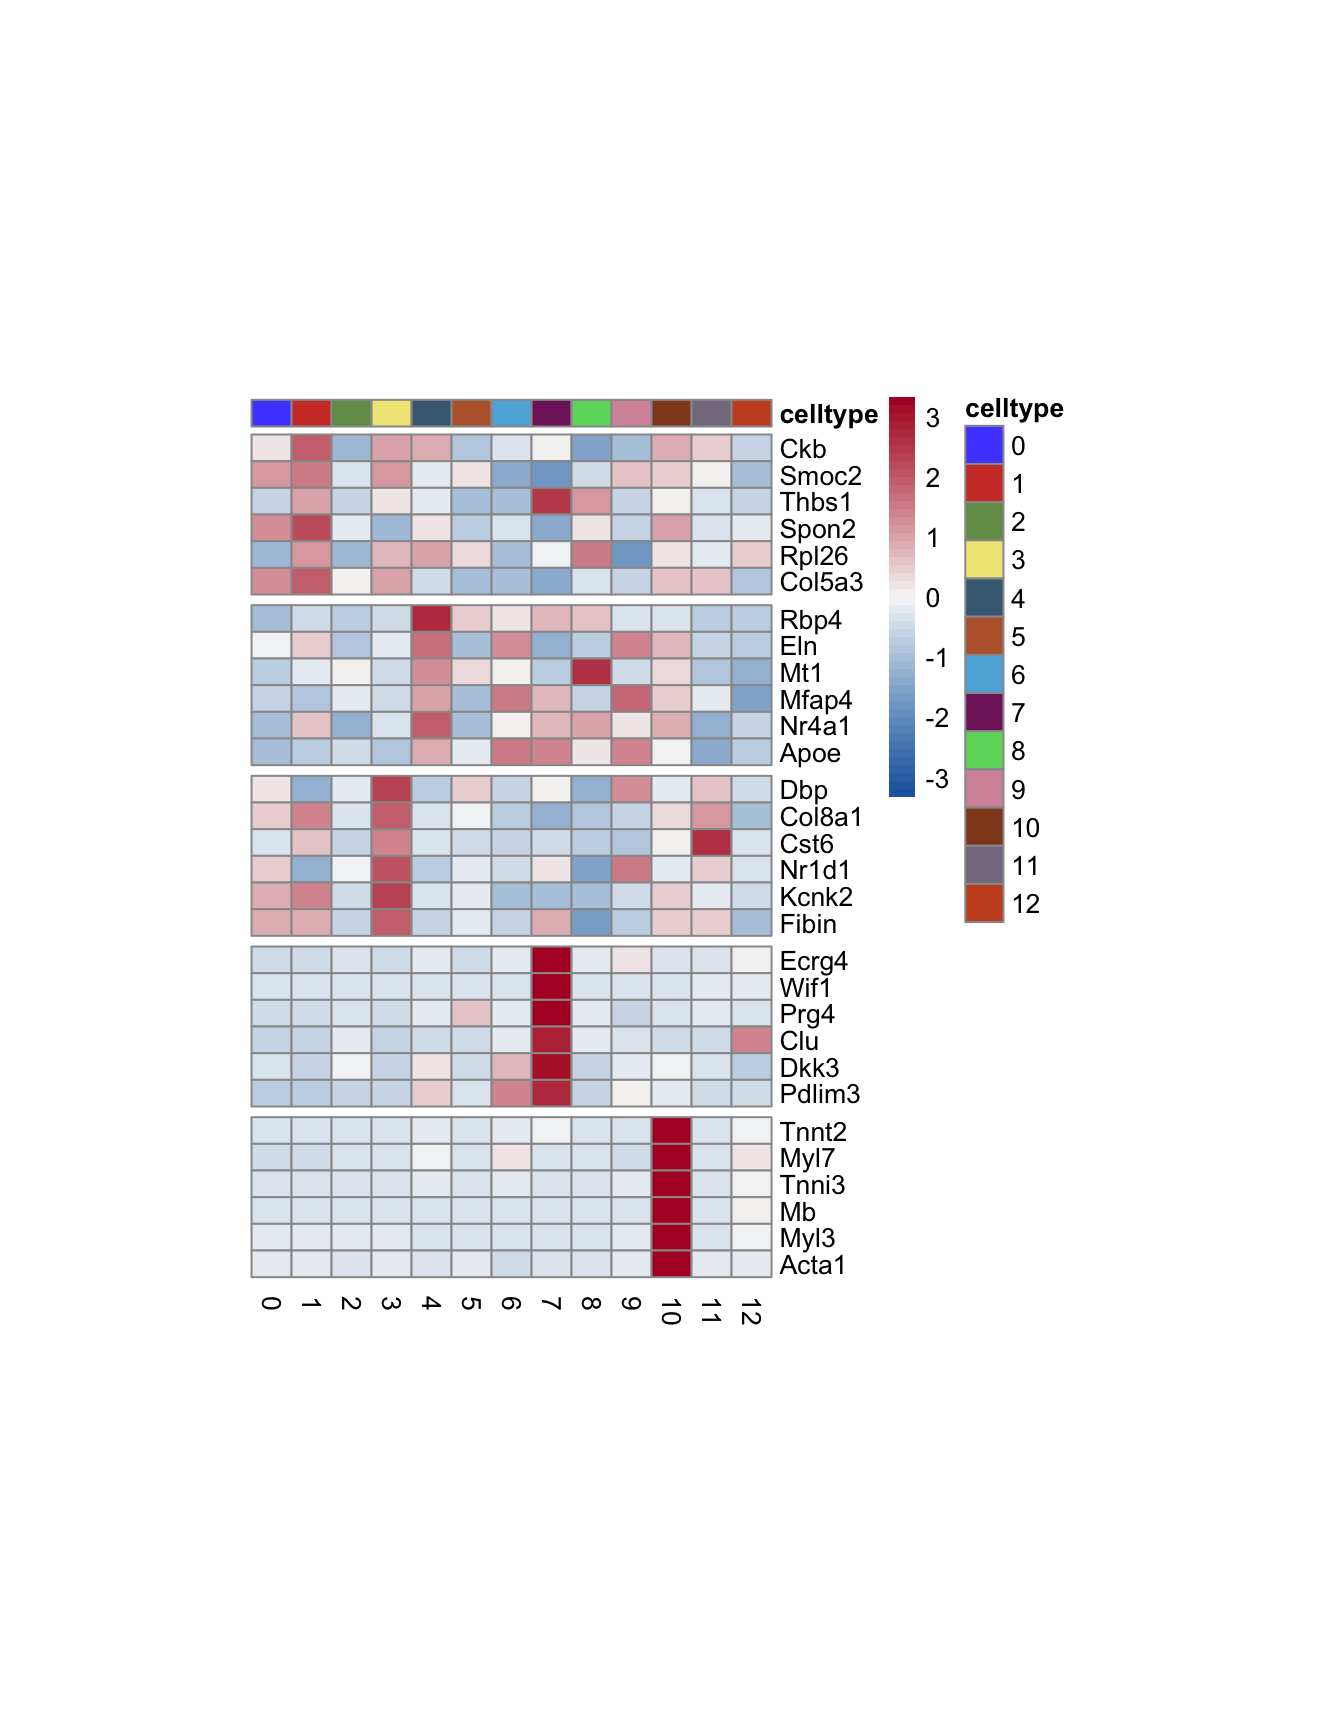 celltype
Ckb
Smoc2
Thbs1
Spon2
Rpl26
Col5a3
Rbp4
Eln
Mt1
Mfap4
Nr4a1
Apoe
Dbp
Col8a1
Cst6
Nr1d1
Kcnk2
Fibin
Ecrg4
Wif1
Prg4
Clu
Dkk3
Pdlim3
Tnnt2
Myl7
Tnni3
Mb
Myl3
Acta1
0 1 2 3 4 5 6 7 8 9 10 11 12
3
2
1
0
-1
-2
-3
celltype
0
1
2
3
4
5
6
7
8
9
10
11
12